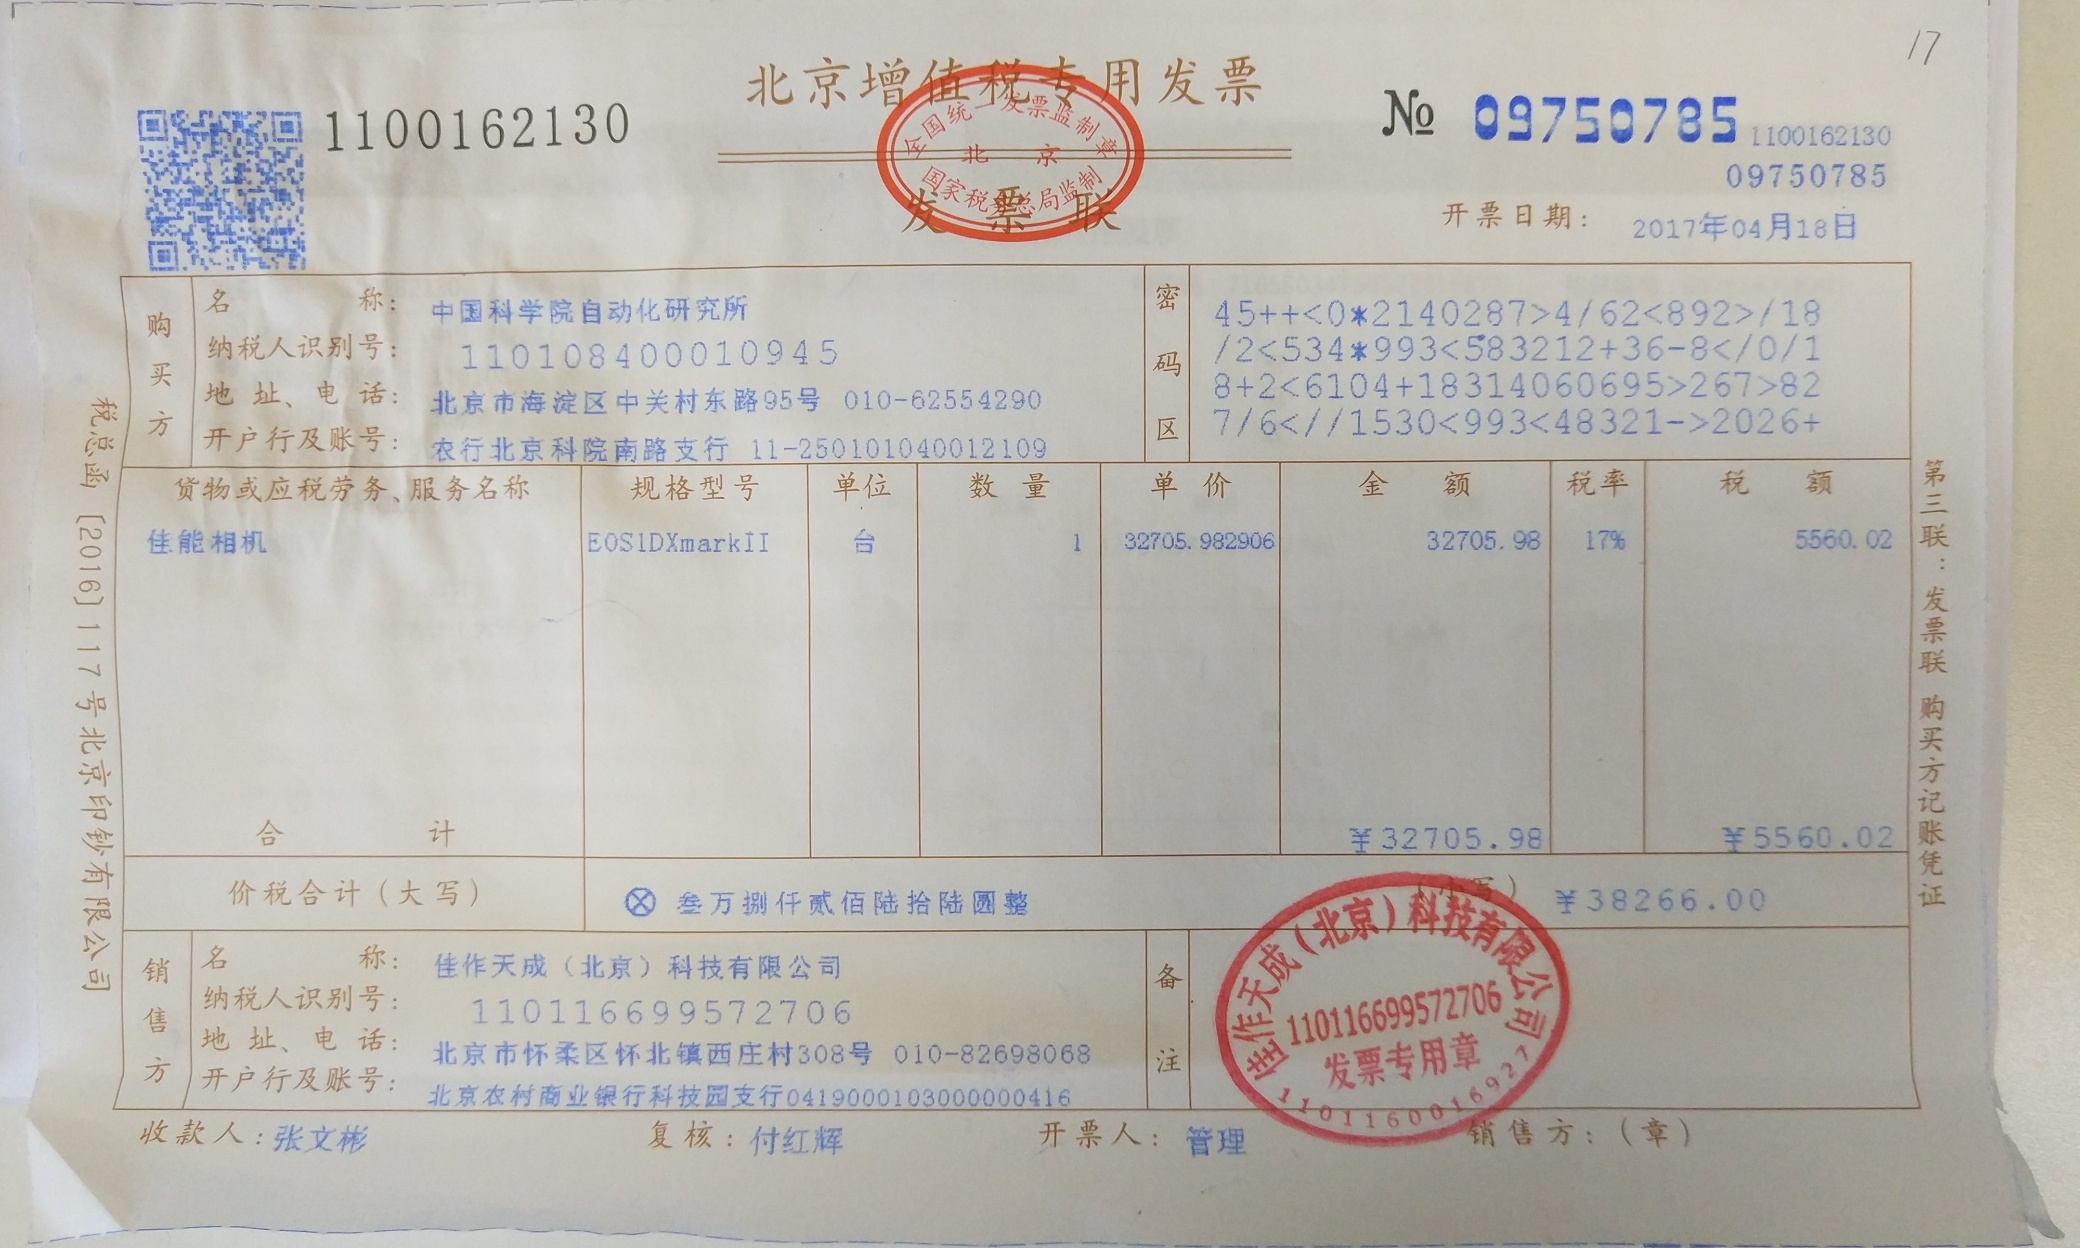 17
北京增值税专用发票
1100162130
№ 09750785 1100162130
09750785
全国统一发票监制章
北 京
国家税务总局监制
发 票 联
开票日期: 2017年04月18日
购买方
名 称: 中国科学院自动化研究所
纳税人识别号: 110108400010945
地 址、电 话: 北京市海淀区中关村东路95号 010-62554290
开户行及账号: 农行北京科院南路支行 11-250101040012109
密码区
45++<0*2140287>4/62<892>/18
/2<534*993<583212+36-8</0/1
8+2<6104+18314060695>267>82
7/6<//1530<993<48321->2026+
货物或应税劳务、服务名称 规格型号 单位 数 量 单 价 金 额 税率 税 额
佳能相机 EOS1DXmarkII 台 1 32705.982906 32705.98 17% 5560.02
合 计 ¥32705.98 ¥5560.02
价税合计(大写) ⊗ 叁万捌仟贰佰陆拾陆圆整 (小写) ¥38266.00
销售方
名 称: 佳作天成（北京）科技有限公司
纳税人识别号: 110116699572706
地 址、电 话: 北京市怀柔区怀北镇西庄村308号 010-82698068
开户行及账号: 北京农村商业银行科技园支行0419000103000000416
备注
佳作天成（北京）科技有限公司
110116699572706
发票专用章
1101160016927
收款人: 张文彬 复核: 付红辉 开票人: 管理 销售方: (章)
税总函[2016]117号北京印钞有限公司
第三联:发票联 购买方记账凭证